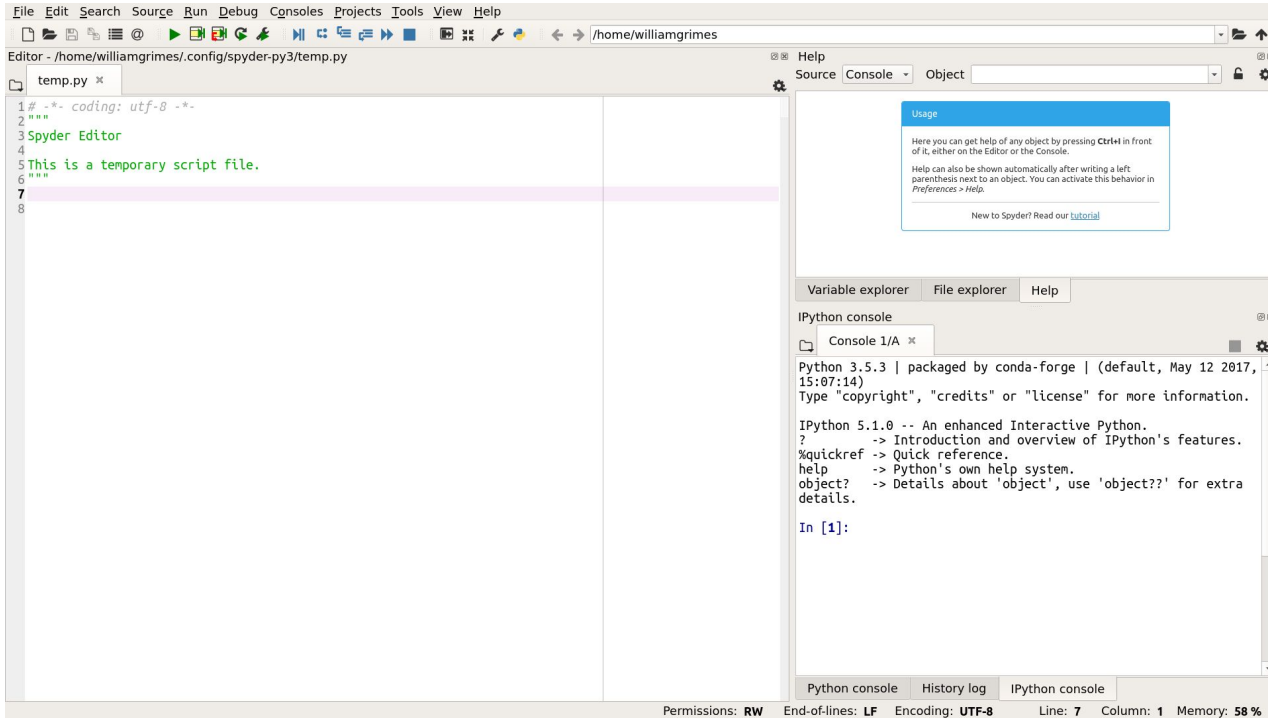 File Edit Search Source Run Debug Consoles Projects Tools View Help
@ /home/williamgrimes
Editor - /home/williamgrimes/.config/spyder-py3/temp.py
temp.py
1 # -*- coding: utf-8 -*-
2 """
3 Spyder Editor
4
5 This is a temporary script file.
6 """
7
8
Help
Source Console Object
Usage
Here you can get help of any object by pressing Ctrl+I in front
of it, either on the Editor or the Console.
Help can also be shown automatically after writing a left
parenthesis next to an object. You can activate this behavior in
Preferences > Help.
New to Spyder? Read our tutorial
Variable explorer File explorer Help
IPython console
Console 1/A
Python 3.5.3 | packaged by conda-forge | (default, May 12 2017,
15:07:14)
Type "copyright", "credits" or "license" for more information.
IPython 5.1.0 -- An enhanced Interactive Python.
? -> Introduction and overview of IPython's features.
%quickref -> Quick reference.
help -> Python's own help system.
object? -> Details about 'object', use 'object??' for extra
details.
In [1]:
Python console History log IPython console
Permissions: RW End-of-lines: LF Encoding: UTF-8 Line: 7 Column: 1 Memory: 58 %